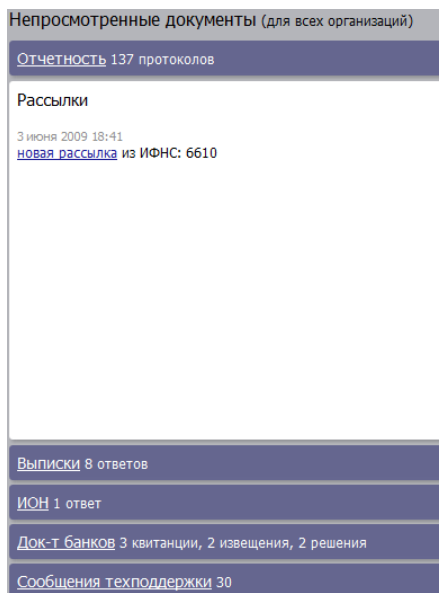 Непросмотренные документы (для всех организаций)
Отчетность 137 протоколов
Рассылки
3 июня 2009 18:41
новая рассылка из ИФНС: 6610
Выписки 8 ответов
ИОН 1 ответ
Док-т банков 3 квитанции, 2 извещения, 2 решения
Сообщения техподдержки 30